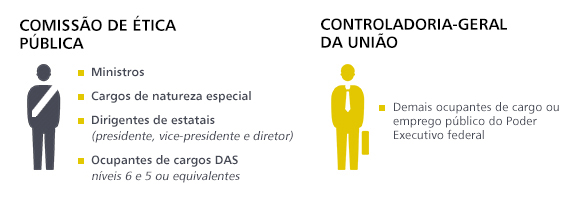 COMISSÃO DE ÉTICA
PÚBLICA
Ministros
Cargos de natureza especial
Dirigentes de estatais
(presidente, vice-presidente e diretor)
Ocupantes de cargos DAS
níveis 6 e 5 ou equivalentes
CONTROLADORIA-GERAL
DA UNIÃO
Demais ocupantes de cargo ou
emprego público do Poder
Executivo federal